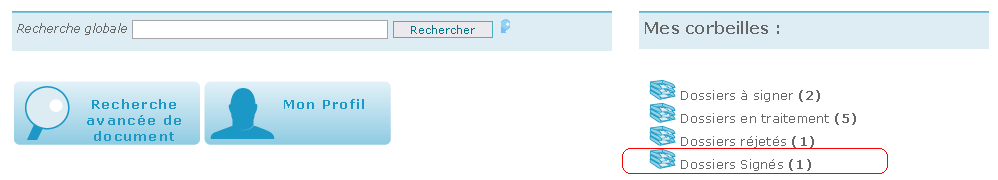 Recherche globale
Rechercher
Mes corbeilles :
Recherche
avancée de
document
Mon Profil
Dossiers à signer (2)
Dossiers en traitement (5)
Dossiers réjetés (1)
Dossiers Signés (1)